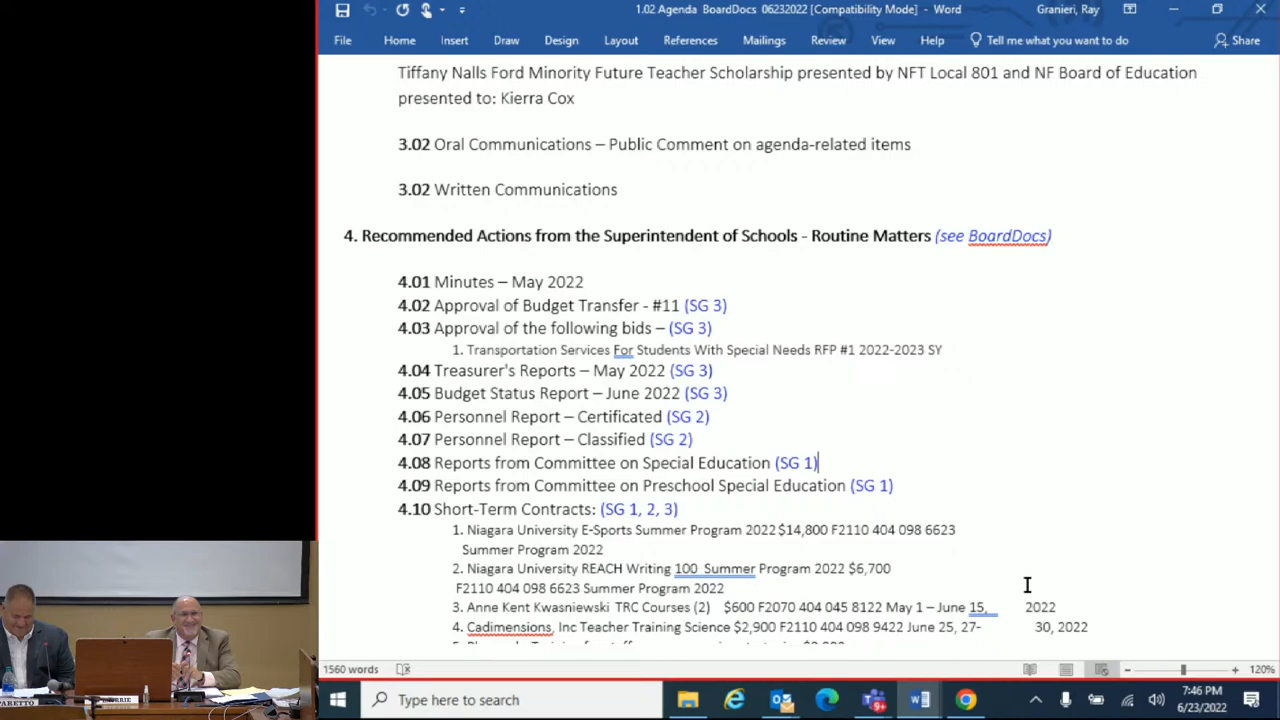 1.02 Agenda BoardDocs 06232022 [Compatibility Mode] - Word
Granieri, Ray
File Home Insert Draw Design Layout References Mailings Review View Help Tell me what you want to do Share
Tiffany Nalls Ford Minority Future Teacher Scholarship presented by NFT Local 801 and NF Board of Education
presented to: Kierra Cox
3.02 Oral Communications – Public Comment on agenda-related items
3.02 Written Communications
4. Recommended Actions from the Superintendent of Schools - Routine Matters (see BoardDocs)
4.01 Minutes – May 2022
4.02 Approval of Budget Transfer - #11 (SG 3)
4.03 Approval of the following bids – (SG 3)
1. Transportation Services For Students With Special Needs RFP #1 2022-2023 SY
4.04 Treasurer's Reports – May 2022 (SG 3)
4.05 Budget Status Report – June 2022 (SG 3)
4.06 Personnel Report – Certificated (SG 2)
4.07 Personnel Report – Classified (SG 2)
4.08 Reports from Committee on Special Education (SG 1)
4.09 Reports from Committee on Preschool Special Education (SG 1)
4.10 Short-Term Contracts: (SG 1, 2, 3)
1. Niagara University E-Sports Summer Program 2022 $14,800 F2110 404 098 6623
Summer Program 2022
2. Niagara University REACH Writing 100 Summer Program 2022 $6,700
F2110 404 098 6623 Summer Program 2022
3. Anne Kent Kwasniewski TRC Courses (2) $600 F2070 404 045 8122 May 1 – June 15, 2022
4. Cadimensions, Inc Teacher Training Science $2,900 F2110 404 098 9422 June 25, 27- 30, 2022
1560 words
120%
PARETTO
Type here to search
9+
7:46 PM
6/23/2022